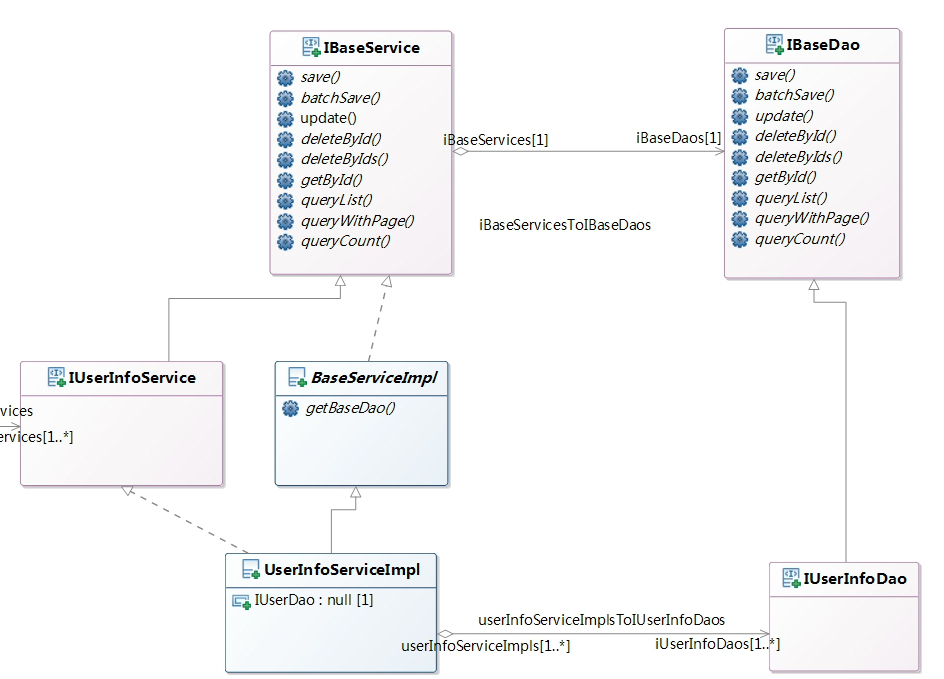 IBaseService
save()
batchSave()
update()
deleteById()
deleteByIds()
getById()
queryList()
queryWithPage()
queryCount()
iBaseServices[1]
iBaseDaos[1]
iBaseServicesToIBaseDaos
IBaseDao
save()
batchSave()
update()
deleteById()
deleteByIds()
getById()
queryList()
queryWithPage()
queryCount()
IUserInfoService
vices
ervices[1..*]
BaseServiceImpl
getBaseDao()
UserInfoServiceImpl
IUserDao : null [1]
userInfoServiceImplsToIUserInfoDaos
userInfoServiceImpls[1..*]
iUserInfoDaos[1..*]
IUserInfoDao